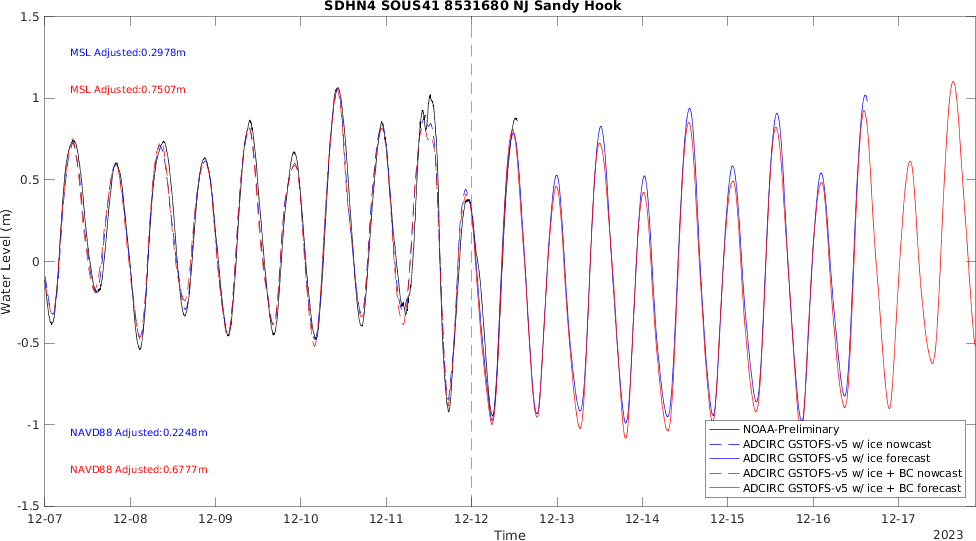 SDHN4 SOUS41 8531680 NJ Sandy Hook
1.5
MSL Adjusted:0.2978m
MSL Adjusted:0.7507m
1
0.5
0
-0.5
-1
-1.5
Water Level (m)
NAVD88 Adjusted:0.2248m
NAVD88 Adjusted:0.6777m
NOAA-Preliminary
ADCIRC GSTOFS-v5 w/ ice nowcast
ADCIRC GSTOFS-v5 w/ ice forecast
ADCIRC GSTOFS-v5 w/ ice + BC nowcast
ADCIRC GSTOFS-v5 w/ ice + BC forecast
12-07 12-08 12-09 12-10 12-11 12-12 12-13 12-14 12-15 12-16 12-17
Time
2023